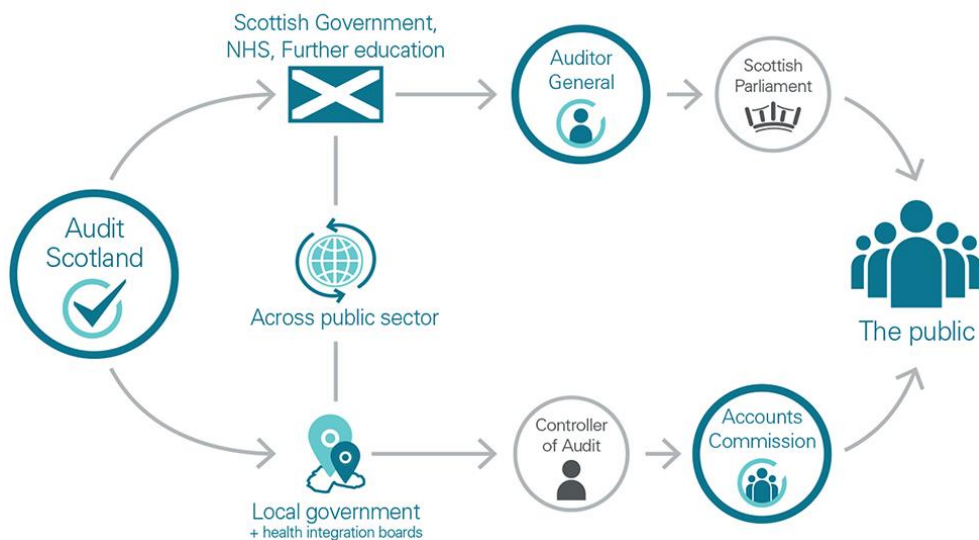 Scottish Government,
NHS, Further education
Auditor
General
Scottish
Parliament
Audit
Scotland
Across public sector
The public
Controller
of Audit
Accounts
Commission
Local government
+ health integration boards